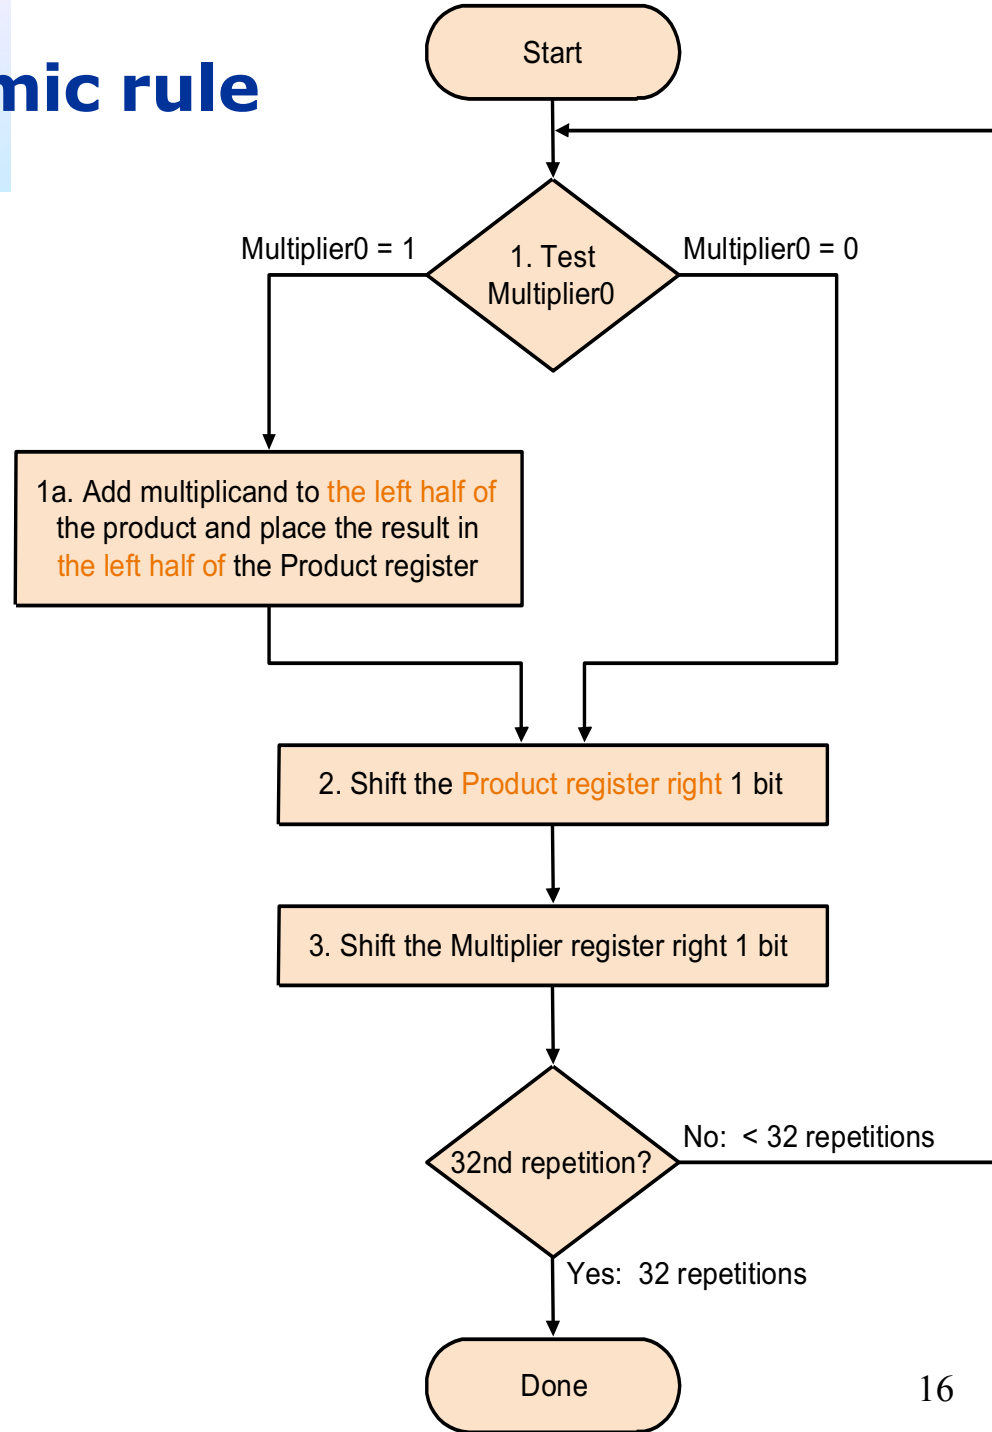 Start
mic rule
Multiplier0 = 1
1. Test
Multiplier0
Multiplier0 = 0
1a. Add multiplicand to the left half of
the product and place the result in
the left half of the Product register
2. Shift the Product register right 1 bit
3. Shift the Multiplier register right 1 bit
32nd repetition?
No: < 32 repetitions
Yes: 32 repetitions
Done
16